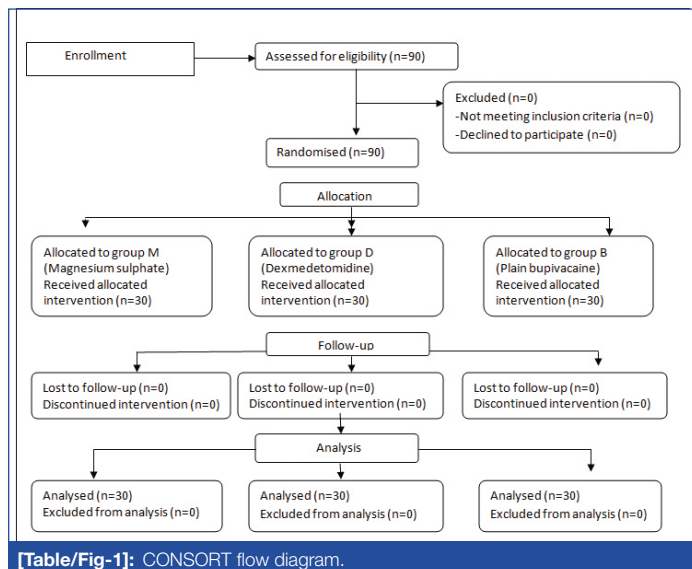 Enrollment
Assessed for eligibility (n=90)
Excluded (n=0)
-Not meeting inclusion criteria (n=0)
-Declined to participate (n=0)
Randomised (n=90)
Allocation
Allocated to group M
(Magnesium sulphate)
Received allocated
intervention (n=30)
Allocated to group D
(Dexmedetomidine)
Received allocated
intervention (n=30)
Allocated to group B
(Plain bupivacaine)
Received allocated
intervention (n=30)
Follow-up
Lost to follow-up (n=0)
Discontinued intervention (n=0)
Lost to follow-up (n=0)
Discontinued intervention (n=0)
Lost to follow-up (n=0)
Discontinued intervention (n=0)
Analysis
Analysed (n=30)
Excluded from analysis (n=0)
Analysed (n=30)
Excluded from analysis (n=0)
Analysed (n=30)
Excluded from analysis (n=0)
[Table/Fig-1]: CONSORT flow diagram.